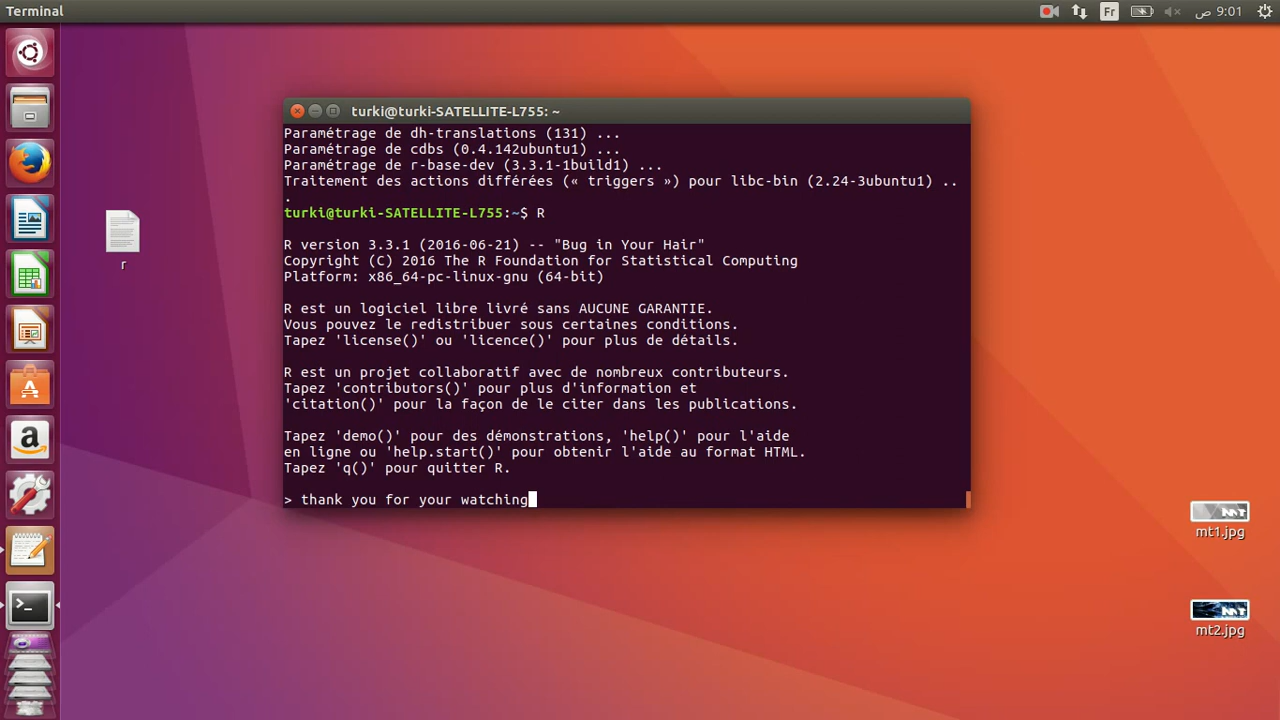 Terminal
Fr
ص 9:01
r
turki@turki-SATELLITE-L755: ~
Paramétrage de dh-translations (131) ...
Paramétrage de cdbs (0.4.142ubuntu1) ...
Paramétrage de r-base-dev (3.3.1-1build1) ...
Traitement des actions différées (« triggers ») pour libc-bin (2.24-3ubuntu1) ..
.
turki@turki-SATELLITE-L755:~$ R
R version 3.3.1 (2016-06-21) -- "Bug in Your Hair"
Copyright (C) 2016 The R Foundation for Statistical Computing
Platform: x86_64-pc-linux-gnu (64-bit)
R est un logiciel libre livré sans AUCUNE GARANTIE.
Vous pouvez le redistribuer sous certaines conditions.
Tapez 'license()' ou 'licence()' pour plus de détails.
R est un projet collaboratif avec de nombreux contributeurs.
Tapez 'contributors()' pour plus d'information et
'citation()' pour la façon de le citer dans les publications.
Tapez 'demo()' pour des démonstrations, 'help()' pour l'aide
en ligne ou 'help.start()' pour obtenir l'aide au format HTML.
Tapez 'q()' pour quitter R.
> thank you for your watching
MT
mt1.jpg
MT
mt2.jpg